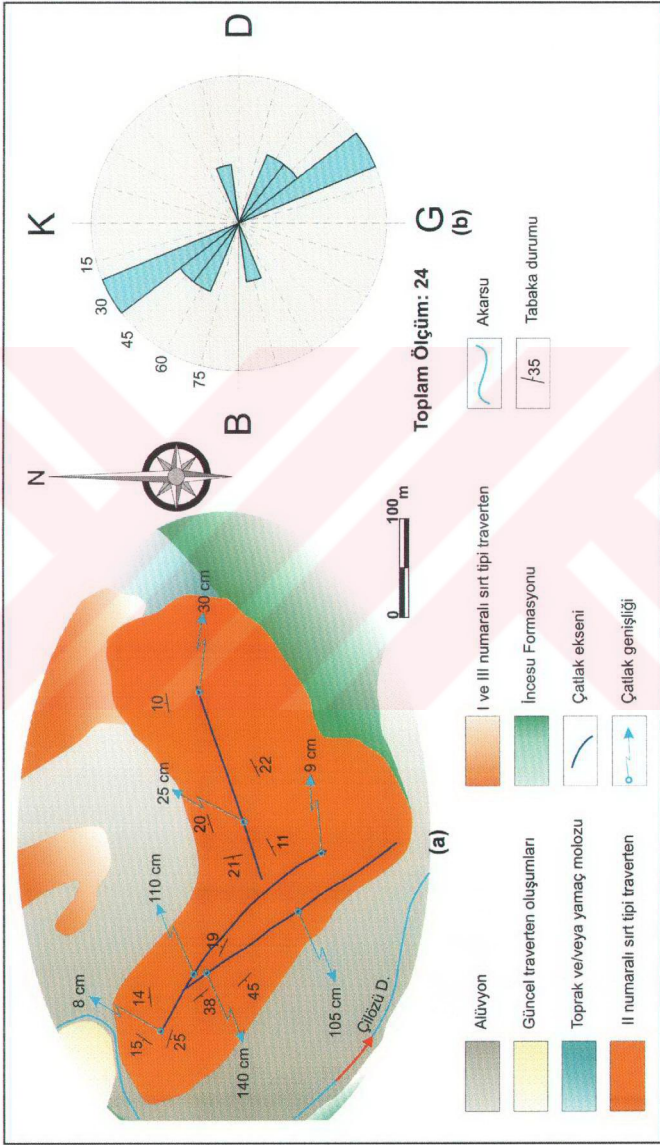 N
8 cm
110 cm
25 cm
30 cm
15
14
25
38
19
45
20
21
11
22
10
9 cm
140 cm
105 cm
Çilözü D.
0 100 m
(a)
K
D
G
B
15
30
45
60
75
(b)
Toplam Ölçüm: 24
Alüvyon
Güncel traverten oluşumları
Toprak ve/veya yamaç molozu
II numaralı sırt tipi traverten
I ve III numaralı sırt tipi traverten
İncesu Formasyonu
Çatlak ekseni
Çatlak genişliği
Akarsu
35
Tabaka durumu